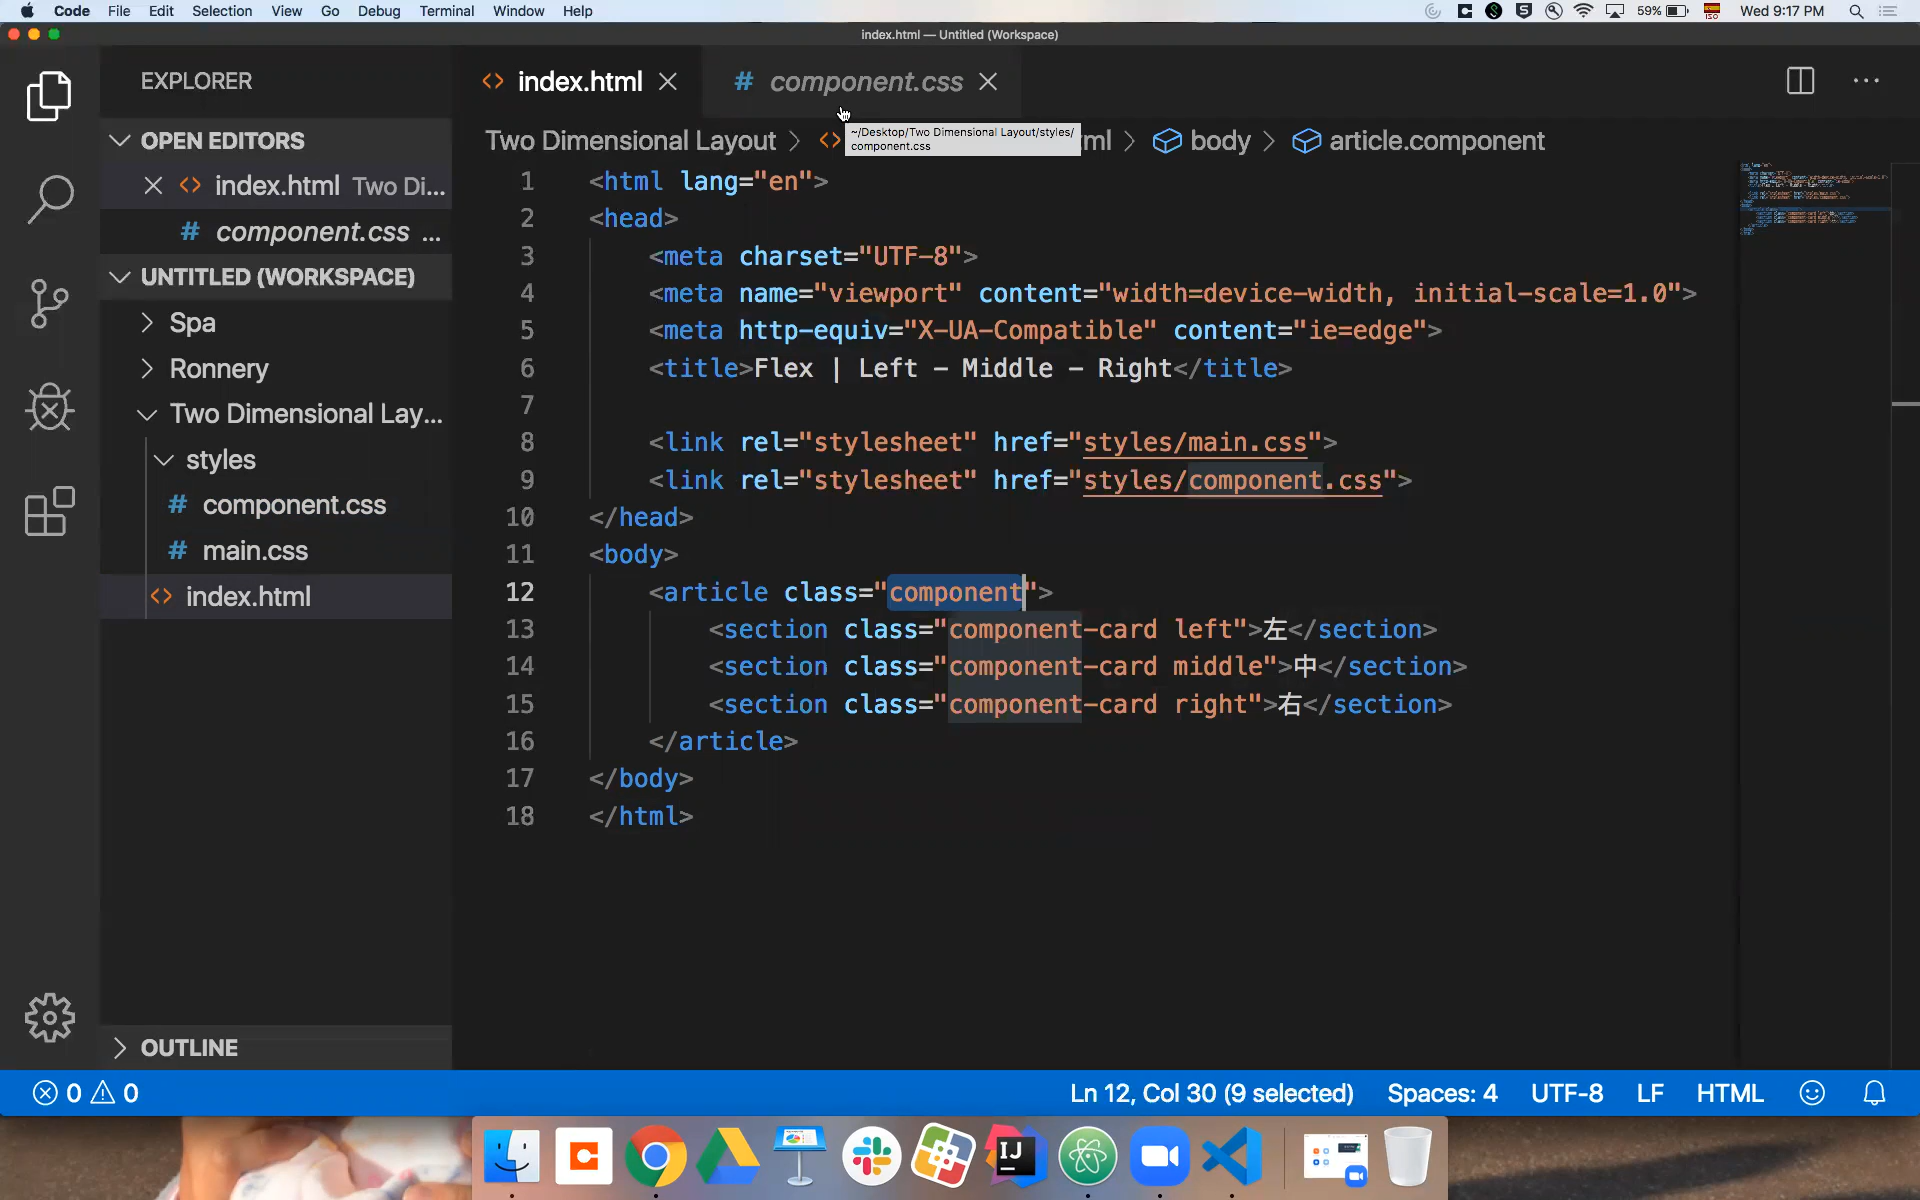 Code File Edit Selection View Go Debug Terminal Window Help
59% ISO Wed 9:17 PM
index.html — Untitled (Workspace)
EXPLORER
OPEN EDITORS
index.html Two Di...
component.css ...
UNTITLED (WORKSPACE)
Spa
Ronnery
Two Dimensional Lay...
styles
component.css
main.css
index.html
OUTLINE
index.html
component.css
Two Dimensional Layout ml body article.component
~/Desktop/Two Dimensional Layout/styles/
component.css
1 <html lang="en">
2 <head>
3 <meta charset="UTF-8">
4 <meta name="viewport" content="width=device-width, initial-scale=1.0">
5 <meta http-equiv="X-UA-Compatible" content="ie=edge">
6 <title>Flex | Left - Middle - Right</title>
7
8 <link rel="stylesheet" href="styles/main.css">
9 <link rel="stylesheet" href="styles/component.css">
10 </head>
11 <body>
12 <article class="component">
13 <section class="component-card left">左</section>
14 <section class="component-card middle">中</section>
15 <section class="component-card right">右</section>
16 </article>
17 </body>
18 </html>
0 0
Ln 12, Col 30 (9 selected) Spaces: 4 UTF-8 LF HTML
IJ